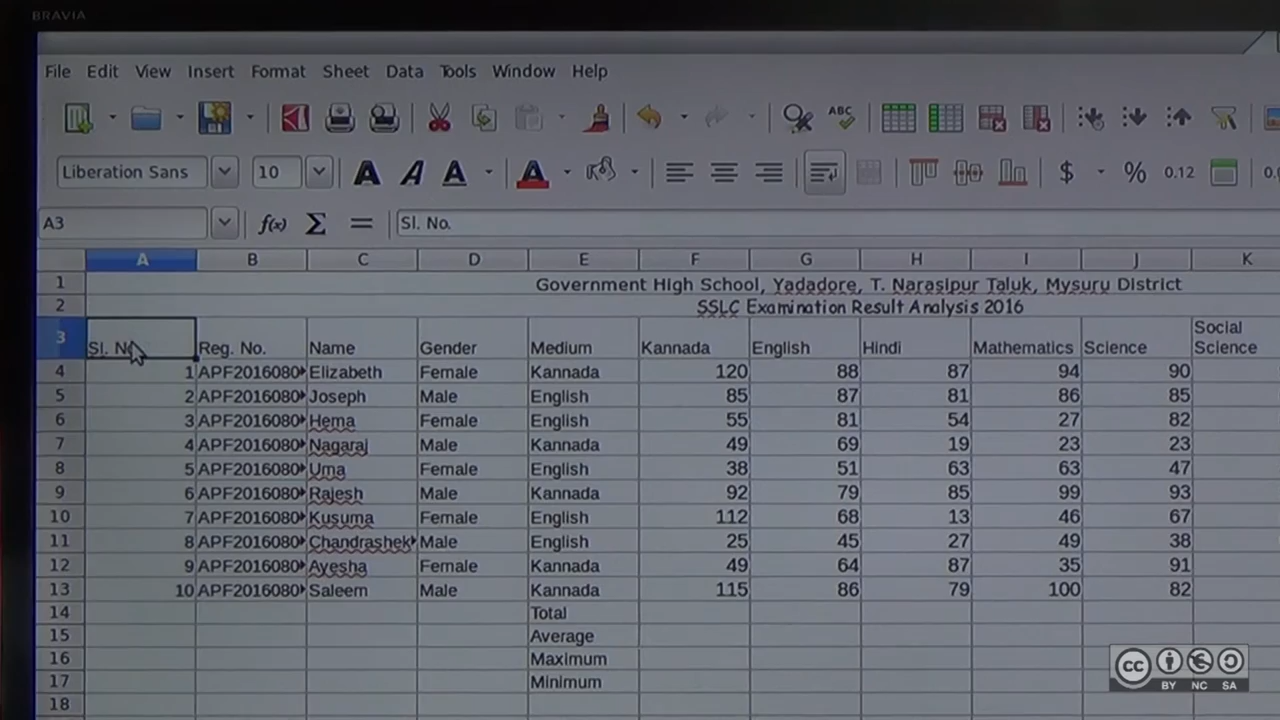 BRAVIA
File Edit View Insert Format Sheet Data Tools Window Help
ABC
Liberation Sans 10 A A A A $ % 0.12 0.
A3 f(x) Σ = Sl. No.
A B C D E F G H I J K
1 Government High School, Yadadore, T. Narasipur Taluk, Mysuru District
2 SSLC Examination Result Analysis 2016
3 Sl. No Reg. No. Name Gender Medium Kannada English Hindi Mathematics Science Social Science
4 1 APF2016080 Elizabeth Female Kannada 120 88 87 94 90
5 2 APF2016080 Joseph Male English 85 87 81 86 85
6 3 APF2016080 Hema Female English 55 81 54 27 82
7 4 APF2016080 Nagaraj Male Kannada 49 69 19 23 23
8 5 APF2016080 Uma Female English 38 51 63 63 47
9 6 APF2016080 Rajesh Male Kannada 92 79 85 99 93
10 7 APF2016080 Kusuma Female English 112 68 13 46 67
11 8 APF2016080 Chandrashek Male English 25 45 27 49 38
12 9 APF2016080 Ayesha Female Kannada 49 64 87 35 91
13 10 APF2016080 Saleem Male Kannada 115 86 79 100 82
14 Total
15 Average
16 Maximum
17 Minimum
18
cc BY NC SA